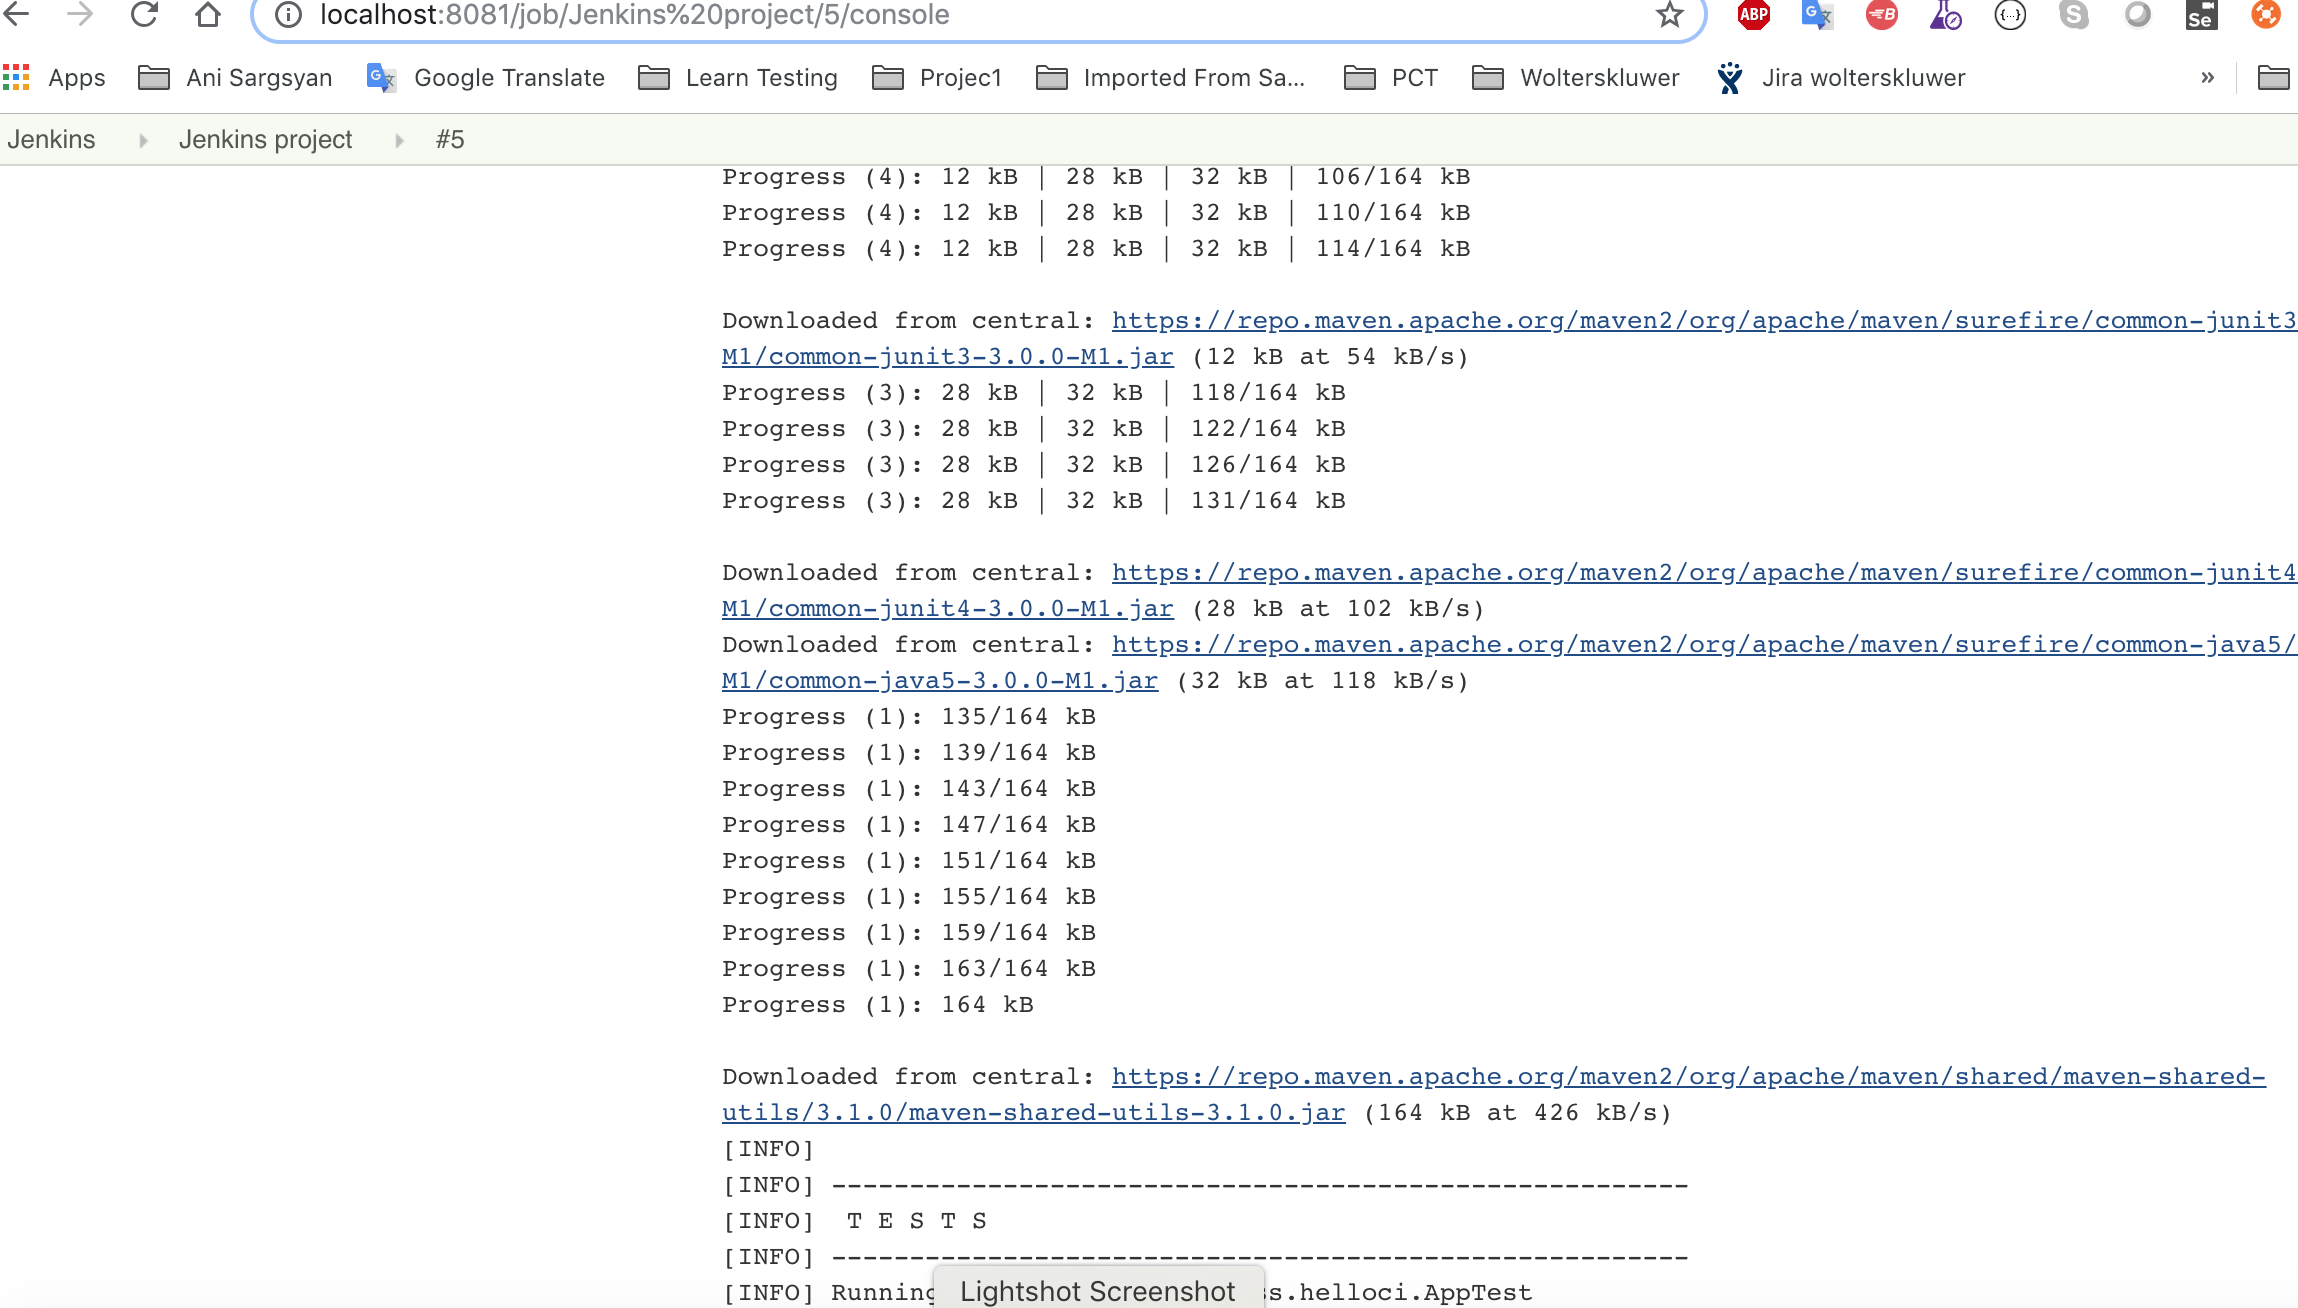 localhost:8081/job/Jenkins%20project/5/console
ABP
Se
Apps Ani Sargsyan Google Translate Learn Testing Projec1 Imported From Sa... PCT Wolterskluwer Jira wolterskluwer »
Jenkins Jenkins project #5
Progress (4): 12 kB | 28 kB | 32 kB | 106/164 kB
Progress (4): 12 kB | 28 kB | 32 kB | 110/164 kB
Progress (4): 12 kB | 28 kB | 32 kB | 114/164 kB
Downloaded from central: https://repo.maven.apache.org/maven2/org/apache/maven/surefire/common-junit3
M1/common-junit3-3.0.0-M1.jar (12 kB at 54 kB/s)
Progress (3): 28 kB | 32 kB | 118/164 kB
Progress (3): 28 kB | 32 kB | 122/164 kB
Progress (3): 28 kB | 32 kB | 126/164 kB
Progress (3): 28 kB | 32 kB | 131/164 kB
Downloaded from central: https://repo.maven.apache.org/maven2/org/apache/maven/surefire/common-junit4
M1/common-junit4-3.0.0-M1.jar (28 kB at 102 kB/s)
Downloaded from central: https://repo.maven.apache.org/maven2/org/apache/maven/surefire/common-java5/
M1/common-java5-3.0.0-M1.jar (32 kB at 118 kB/s)
Progress (1): 135/164 kB
Progress (1): 139/164 kB
Progress (1): 143/164 kB
Progress (1): 147/164 kB
Progress (1): 151/164 kB
Progress (1): 155/164 kB
Progress (1): 159/164 kB
Progress (1): 163/164 kB
Progress (1): 164 kB
Downloaded from central: https://repo.maven.apache.org/maven2/org/apache/maven/shared/maven-shared-
utils/3.1.0/maven-shared-utils-3.1.0.jar (164 kB at 426 kB/s)
[INFO]
[INFO] -------------------------------------------------------
[INFO]  T E S T S
[INFO] -------------------------------------------------------
[INFO] Running s.helloci.AppTest
Lightshot Screenshot